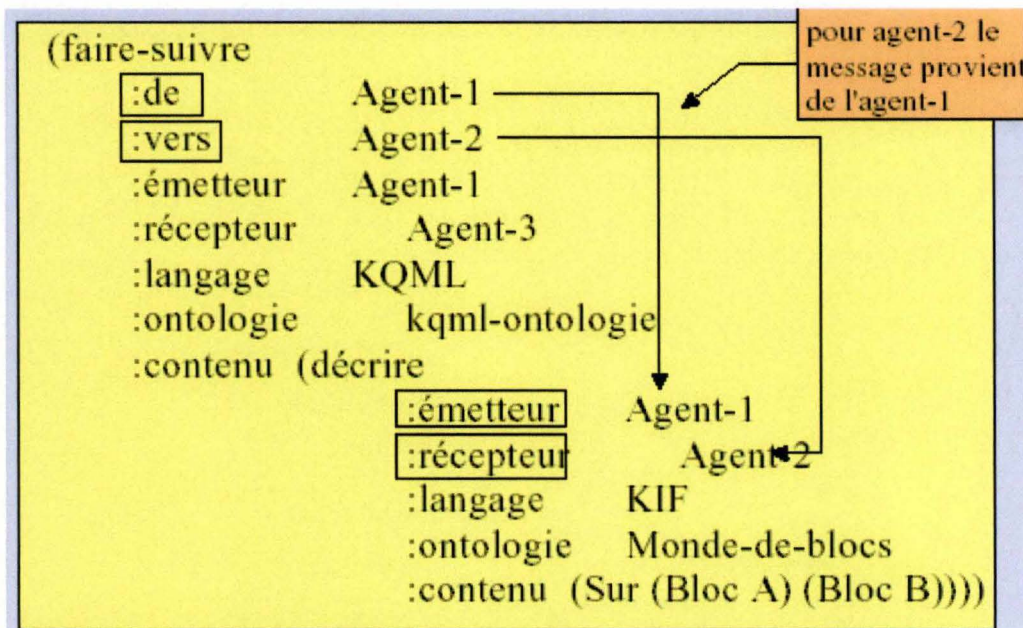 (faire-suivre
:de Agent-1
:vers Agent-2
:émetteur Agent-1
:récepteur Agent-3
:langage KQML
:ontologie kqml-ontologie
:contenu (décrire
:émetteur Agent-1
:récepteur Agent-2
:langage KIF
:ontologie Monde-de-blocs
:contenu (Sur (Bloc A) (Bloc B))))
pour agent-2 le
message provient
de l'agent-1